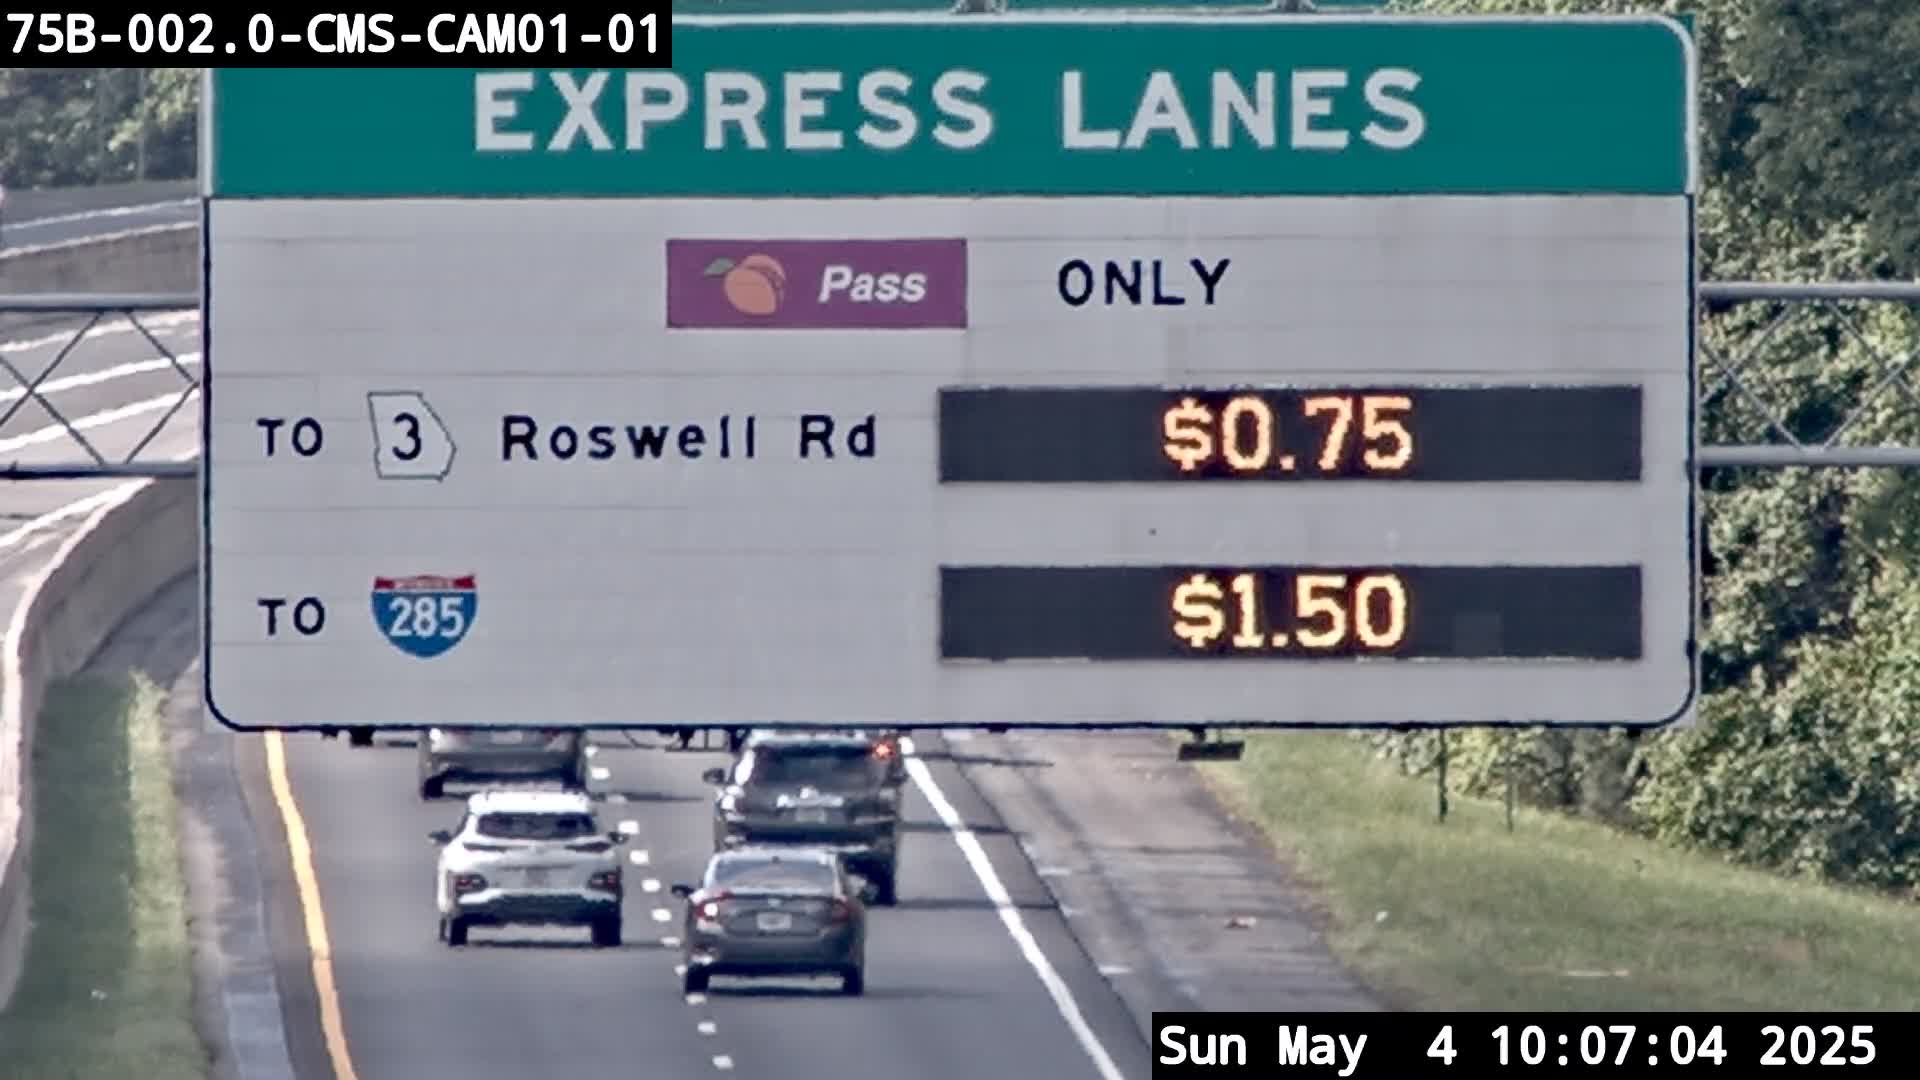 75B-002.0-CMS-CAM01-01
EXPRESS LANES
Pass ONLY
TO 3 Roswell Rd $0.75
TO 285 $1.50
Sun May 4 10:07:04 2025